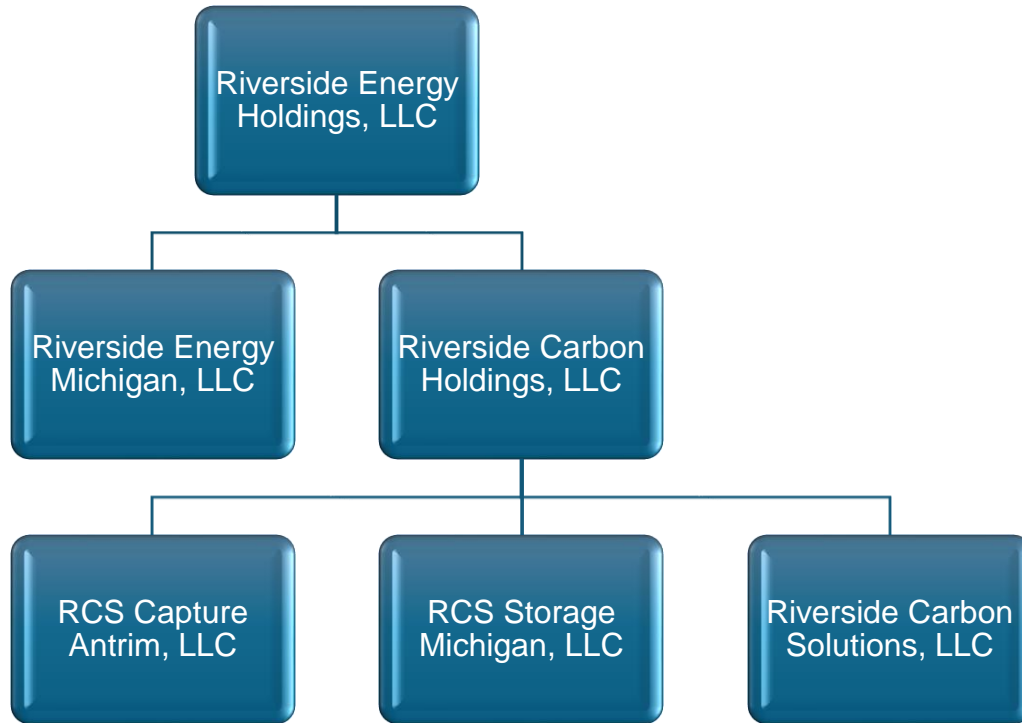 Riverside Energy
Holdings, LLC
Riverside Energy
Michigan, LLC
Riverside Carbon
Holdings, LLC
RCS Capture
Antrim, LLC
RCS Storage
Michigan, LLC
Riverside Carbon
Solutions, LLC